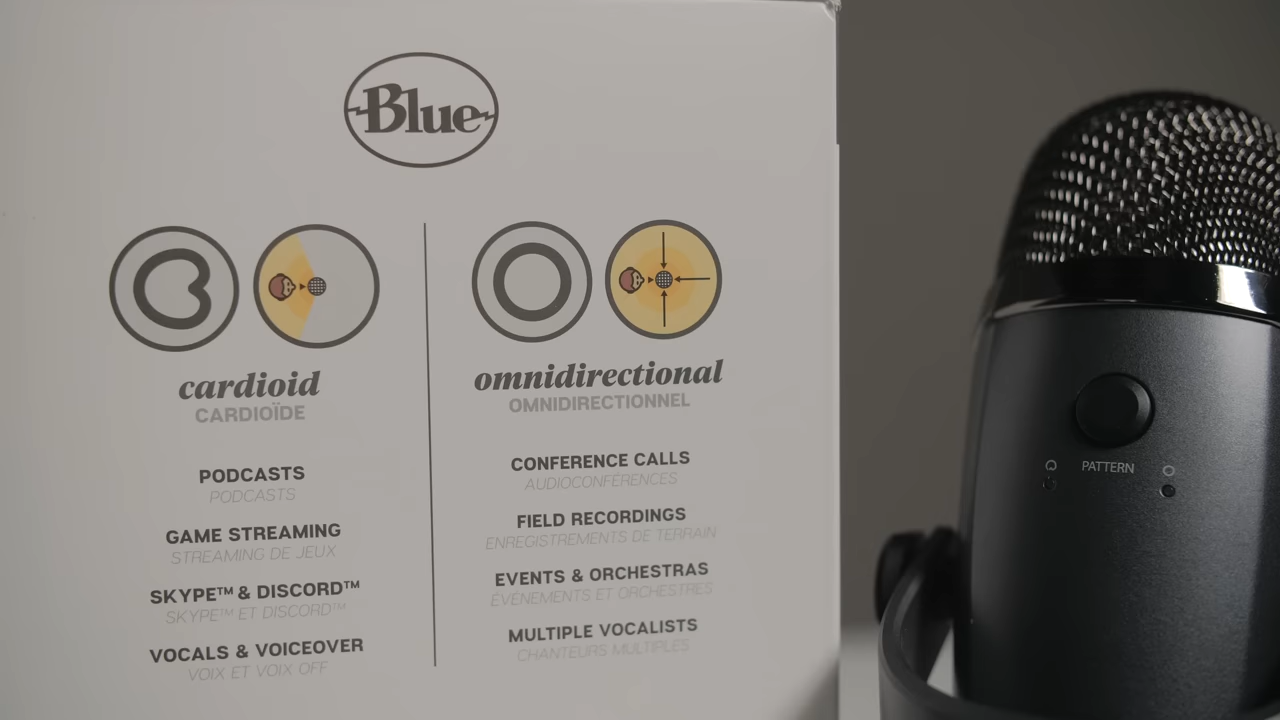 Blue
cardioid
CARDIOÏDE
PODCASTS
PODCASTS
GAME STREAMING
STREAMING DE JEUX
SKYPE™ & DISCORD™
SKYPE™ ET DISCORD™
VOCALS & VOICEOVER
VOIX ET VOIX OFF
omnidirectional
OMNIDIRECTIONNEL
CONFERENCE CALLS
AUDIOCONFÉRENCES
FIELD RECORDINGS
ENREGISTREMENTS DE TERRAIN
EVENTS & ORCHESTRAS
ÉVÉNEMENTS ET ORCHESTRES
MULTIPLE VOCALISTS
CHANTEURS MULTIPLES
PATTERN